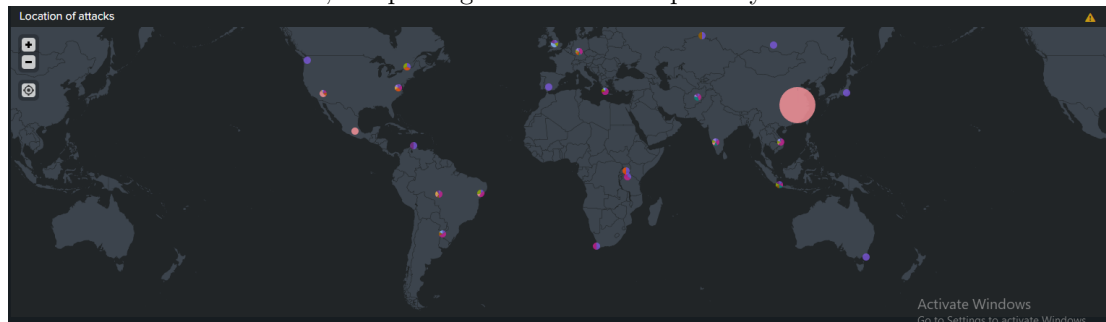 Location of attacks
+
−
Activate Windows
Go to Settings to activate Windows.